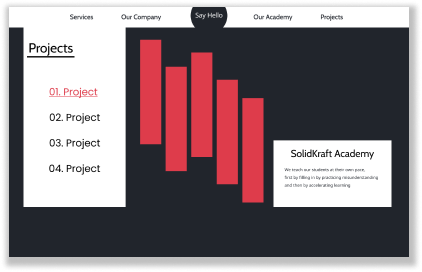 Services
Our Company
Say Hello
Our Academy
Projects
Projects
01. Project
02. Project
03. Project
04. Project
SolidKraft Academy
We teach our students at their own pace,
first by filling in by practicing misunderstanding
and then by accelerating learning.